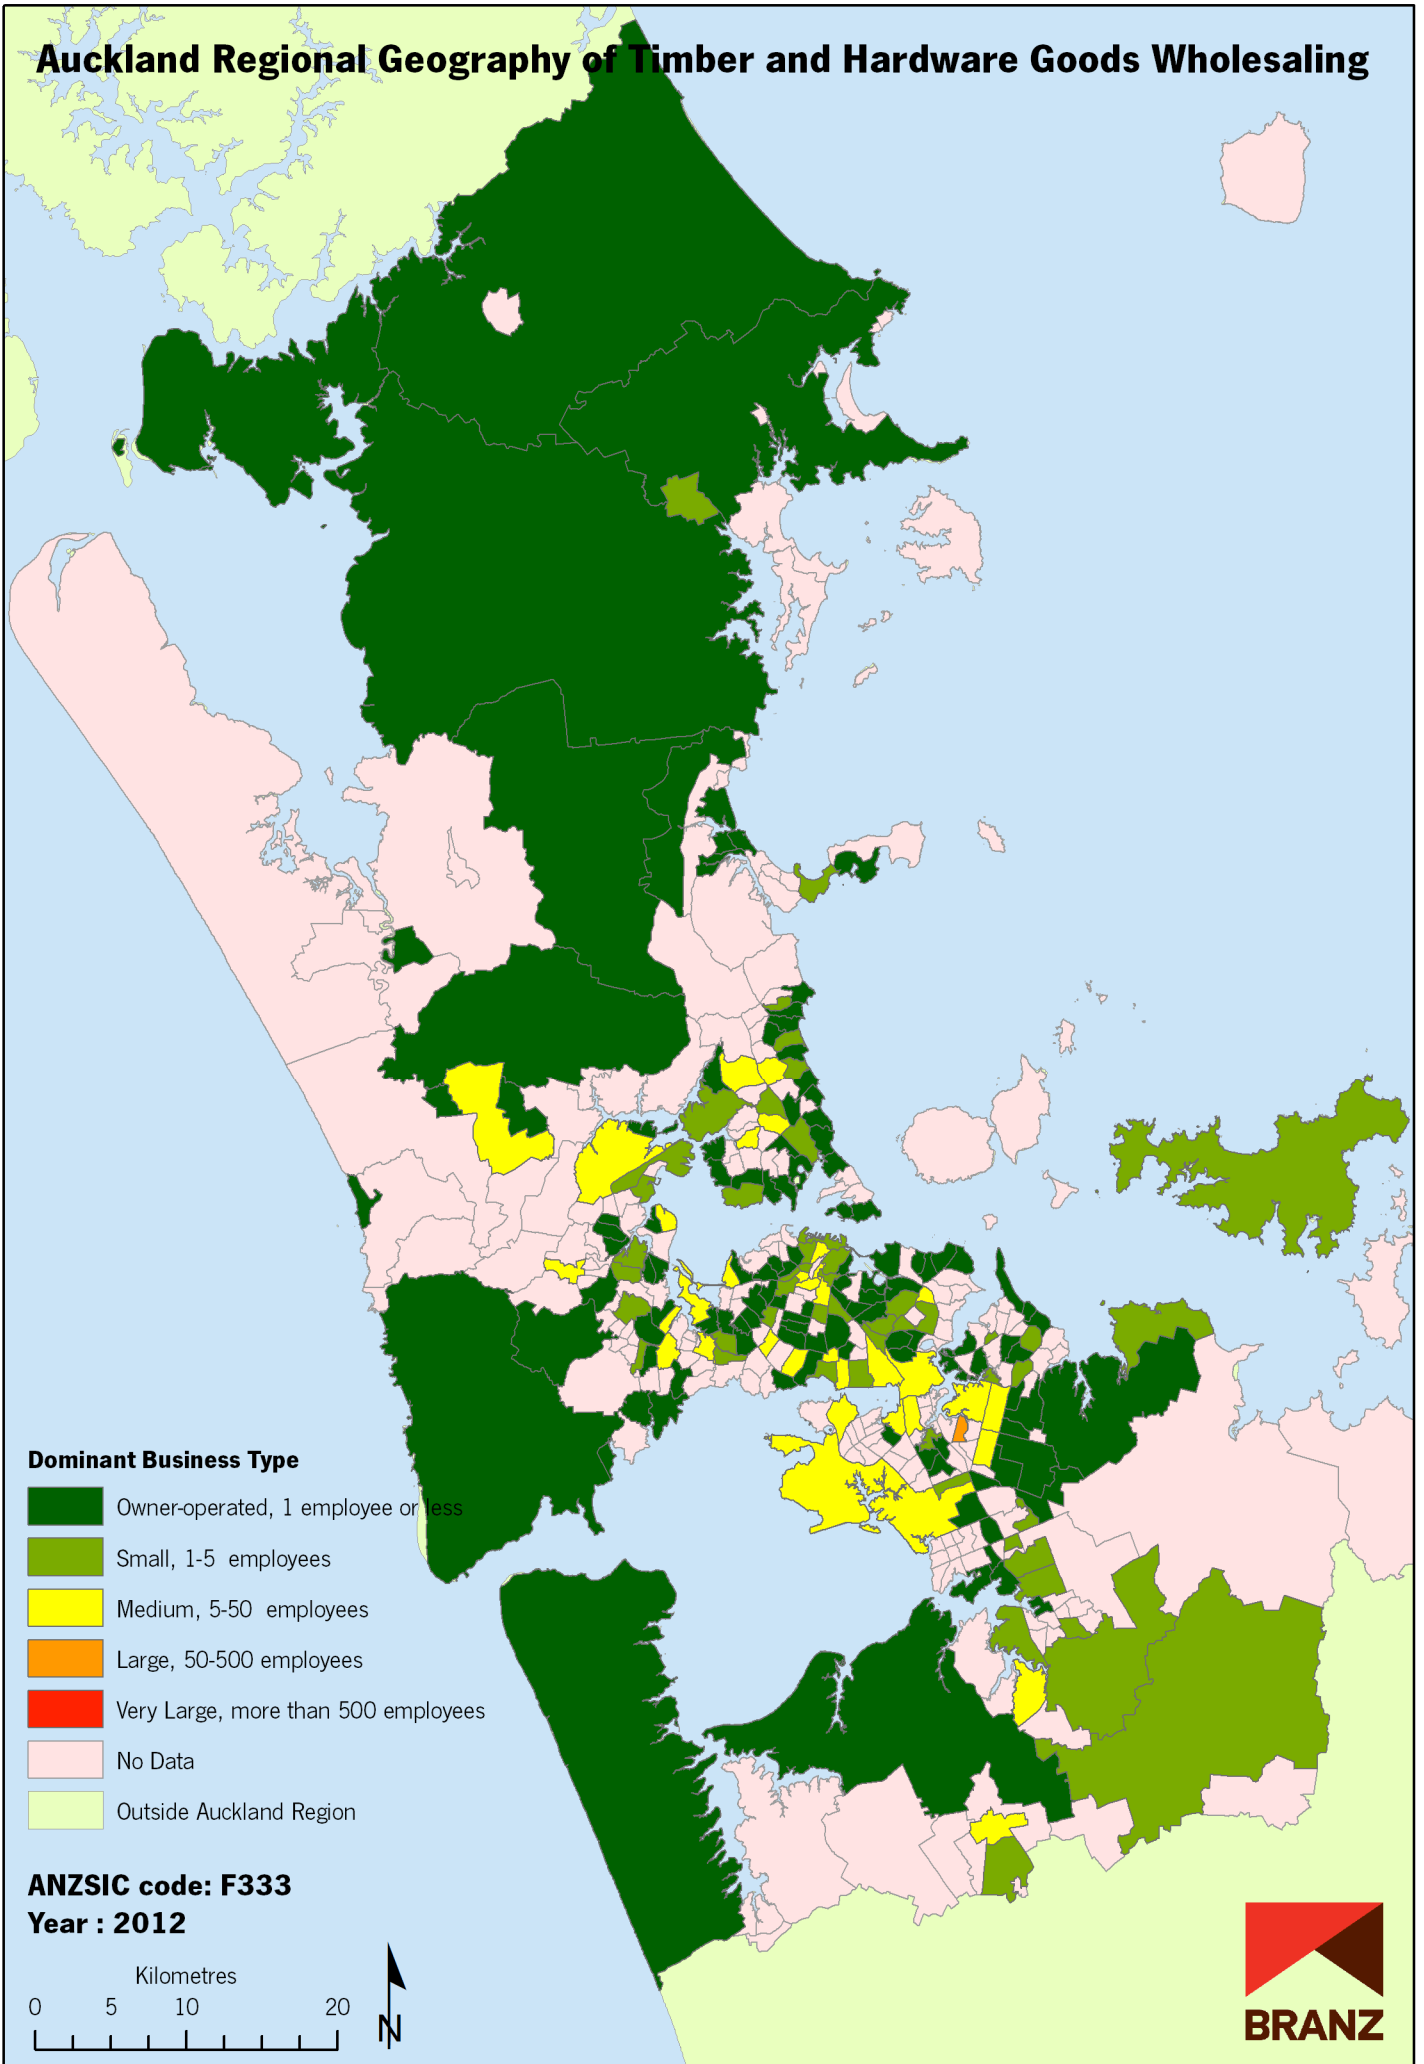 Auckland Regional Geography of Timber and Hardware Goods Wholesaling
Dominant Business Type
Owner-operated, 1 employee or less
Small, 1-5  employees
Medium, 5-50  employees
Large, 50-500 employees
Very Large, more than 500 employees
No Data
Outside Auckland Region
ANZSIC code: F333
Year : 2012
Kilometres
0 5 10 20
N
BRANZ